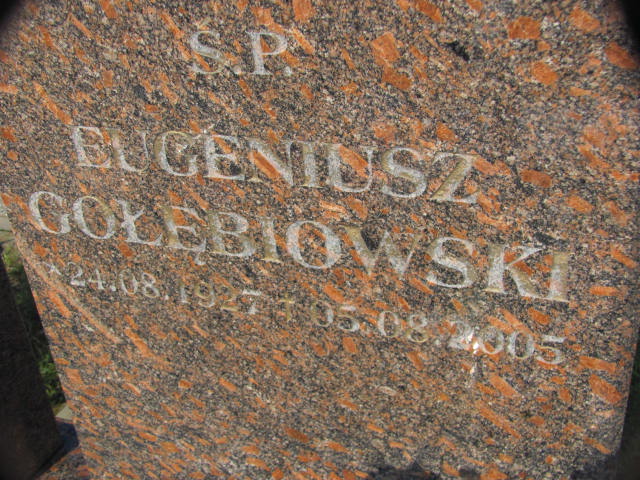 Ś.P.
EUGENIUSZ
GOŁĘBIOWSKI
* 24.08.1927 † 05.08.2005